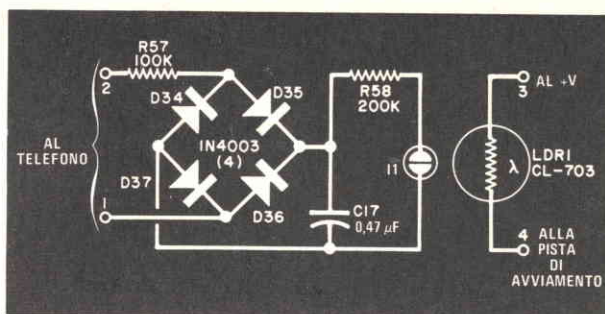 R57
100K
2
D34
D35
AL
TELEFONO
IN4003
(4)
D37
D36
1
R58
200K
I1
C17
0,47 µF
3 AL +V
LDR1
CL-703
λ
4 ALLA
PISTA
DI
AVVIAMENTO